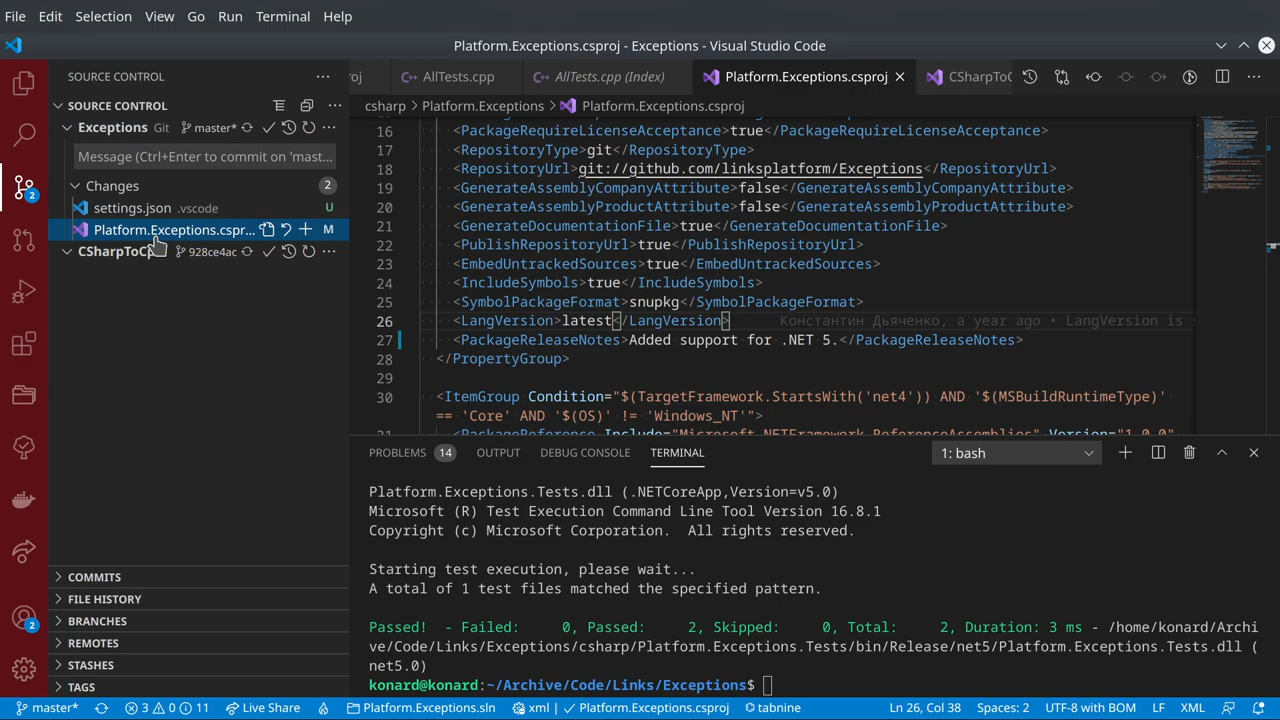 File Edit Selection View Go Run Terminal Help
Platform.Exceptions.csproj - Exceptions - Visual Studio Code
SOURCE CONTROL
AllTests.cpp AllTests.cpp (Index) Platform.Exceptions.csproj
SOURCE CONTROL
csharp > Platform.Exceptions > Platform.Exceptions.csproj
Exceptions Git master*
Message (Ctrl+Enter to commit on 'mast...
Changes 2
settings.json .vscode U
Platform.Exceptions.cspr... M
928ce4ac
2
16 <PackageRequireLicenseAcceptance>true</PackageRequireLicenseAcceptance>
17 <RepositoryType>git</RepositoryType>
18 <RepositoryUrl>git://github.com/linksplatform/Exceptions</RepositoryUrl>
19 <GenerateAssemblyCompanyAttribute>false</GenerateAssemblyCompanyAttribute>
20 <GenerateAssemblyProductAttribute>false</GenerateAssemblyProductAttribute>
21 <GenerateDocumentationFile>true</GenerateDocumentationFile>
22 <PublishRepositoryUrl>true</PublishRepositoryUrl>
23 <EmbedUntrackedSources>true</EmbedUntrackedSources>
24 <IncludeSymbols>true</IncludeSymbols>
25 <SymbolPackageFormat>snupkg</SymbolPackageFormat>
26 <LangVersion>latest</LangVersion> Константин Дьяченко, a year ago • LangVersion is s
27 <PackageReleaseNotes>Added support for .NET 5.</PackageReleaseNotes>
28 </PropertyGroup>
29
30 <ItemGroup Condition="$(TargetFramework.StartsWith('net4')) AND '$(MSBuildRuntimeType)'
== 'Core' AND '$(OS)' != 'Windows_NT'">
31 <PackageReference Include="Microsoft.NETFramework.ReferenceAssemblies" Version="1.0.0"
PROBLEMS 14 OUTPUT DEBUG CONSOLE TERMINAL 1: bash
Platform.Exceptions.Tests.dll (.NETCoreApp,Version=v5.0)
Microsoft (R) Test Execution Command Line Tool Version 16.8.1
Copyright (c) Microsoft Corporation. All rights reserved.
Starting test execution, please wait...
A total of 1 test files matched the specified pattern.
Passed! - Failed: 0, Passed: 2, Skipped: 0, Total: 2, Duration: 3 ms - /home/konard/Archi
ve/Code/Links/Exceptions/csharp/Platform.Exceptions.Tests/bin/Release/net5/Platform.Exceptions.Tests.dll (
net5.0)
konard@konard:~/Archive/Code/Links/Exceptions$
COMMITS
FILE HISTORY
BRANCHES
REMOTES
STASHES
TAGS
2
master* 3 0 11 Live Share Platform.Exceptions.sln xml Platform.Exceptions.csproj tabnine Ln 26, Col 38 Spaces: 2 UTF-8 with BOM LF XML